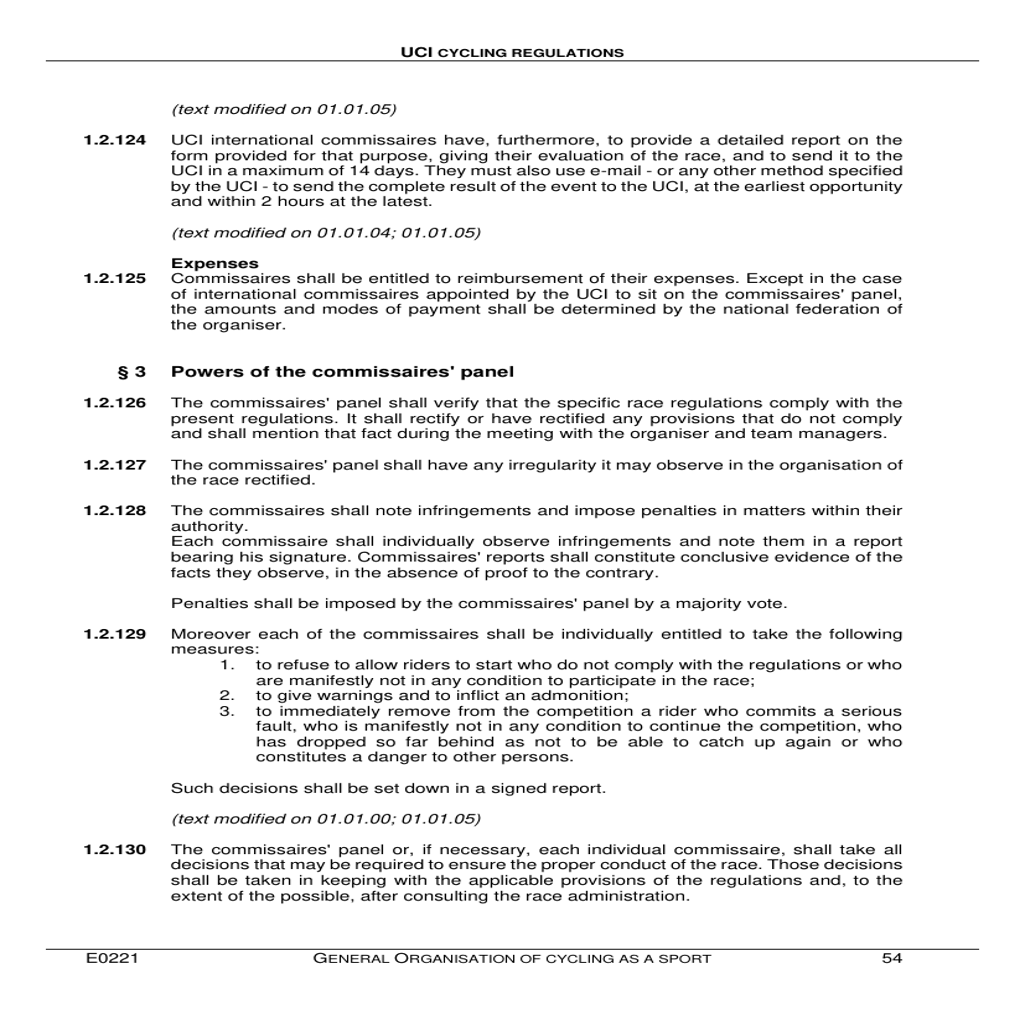 UCI CYCLING REGULATIONS
(text modified on 01.01.05)
1.2.124 UCI international commissaires have, furthermore, to provide a detailed report on the
form provided for that purpose, giving their evaluation of the race, and to send it to the
UCI in a maximum of 14 days. They must also use e-mail - or any other method specified
by the UCI - to send the complete result of the event to the UCI, at the earliest opportunity
and within 2 hours at the latest.
(text modified on 01.01.04; 01.01.05)
Expenses
1.2.125 Commissaires shall be entitled to reimbursement of their expenses. Except in the case
of international commissaires appointed by the UCI to sit on the commissaires' panel,
the amounts and modes of payment shall be determined by the national federation of
the organiser.
§ 3 Powers of the commissaires' panel
1.2.126 The commissaires' panel shall verify that the specific race regulations comply with the
present regulations. It shall rectify or have rectified any provisions that do not comply
and shall mention that fact during the meeting with the organiser and team managers.
1.2.127 The commissaires' panel shall have any irregularity it may observe in the organisation of
the race rectified.
1.2.128 The commissaires shall note infringements and impose penalties in matters within their
authority.
Each commissaire shall individually observe infringements and note them in a report
bearing his signature. Commissaires' reports shall constitute conclusive evidence of the
facts they observe, in the absence of proof to the contrary.
Penalties shall be imposed by the commissaires' panel by a majority vote.
1.2.129 Moreover each of the commissaires shall be individually entitled to take the following
measures:
1. to refuse to allow riders to start who do not comply with the regulations or who
are manifestly not in any condition to participate in the race;
2. to give warnings and to inflict an admonition;
3. to immediately remove from the competition a rider who commits a serious
fault, who is manifestly not in any condition to continue the competition, who
has dropped so far behind as not to be able to catch up again or who
constitutes a danger to other persons.
Such decisions shall be set down in a signed report.
(text modified on 01.01.00; 01.01.05)
1.2.130 The commissaires' panel or, if necessary, each individual commissaire, shall take all
decisions that may be required to ensure the proper conduct of the race. Those decisions
shall be taken in keeping with the applicable provisions of the regulations and, to the
extent of the possible, after consulting the race administration.
E0221 GENERAL ORGANISATION OF CYCLING AS A SPORT 54